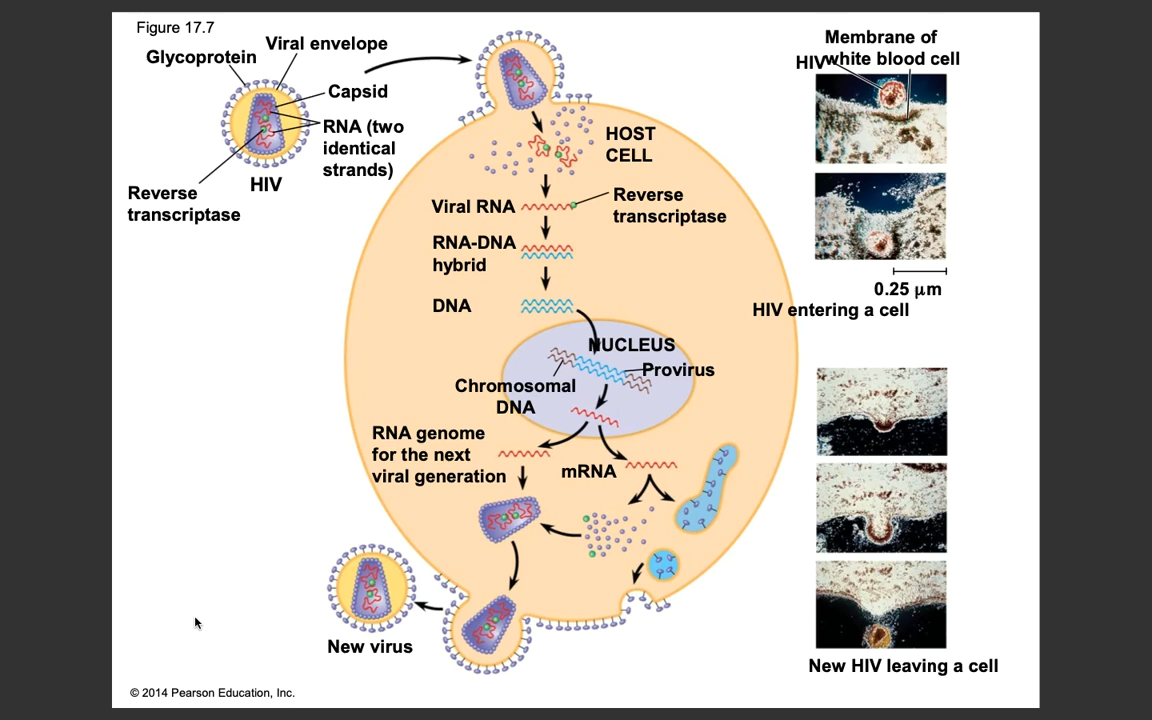 Figure 17.7
Glycoprotein
Viral envelope
Capsid
RNA (two
identical
strands)
HIV
Reverse
transcriptase
HOST
CELL
Viral RNA
Reverse
transcriptase
RNA-DNA
hybrid
DNA
NUCLEUS
Provirus
Chromosomal
DNA
RNA genome
for the next
viral generation
mRNA
New virus
Membrane of
white blood cell
HIV
0.25 μm
HIV entering a cell
New HIV leaving a cell
© 2014 Pearson Education, Inc.